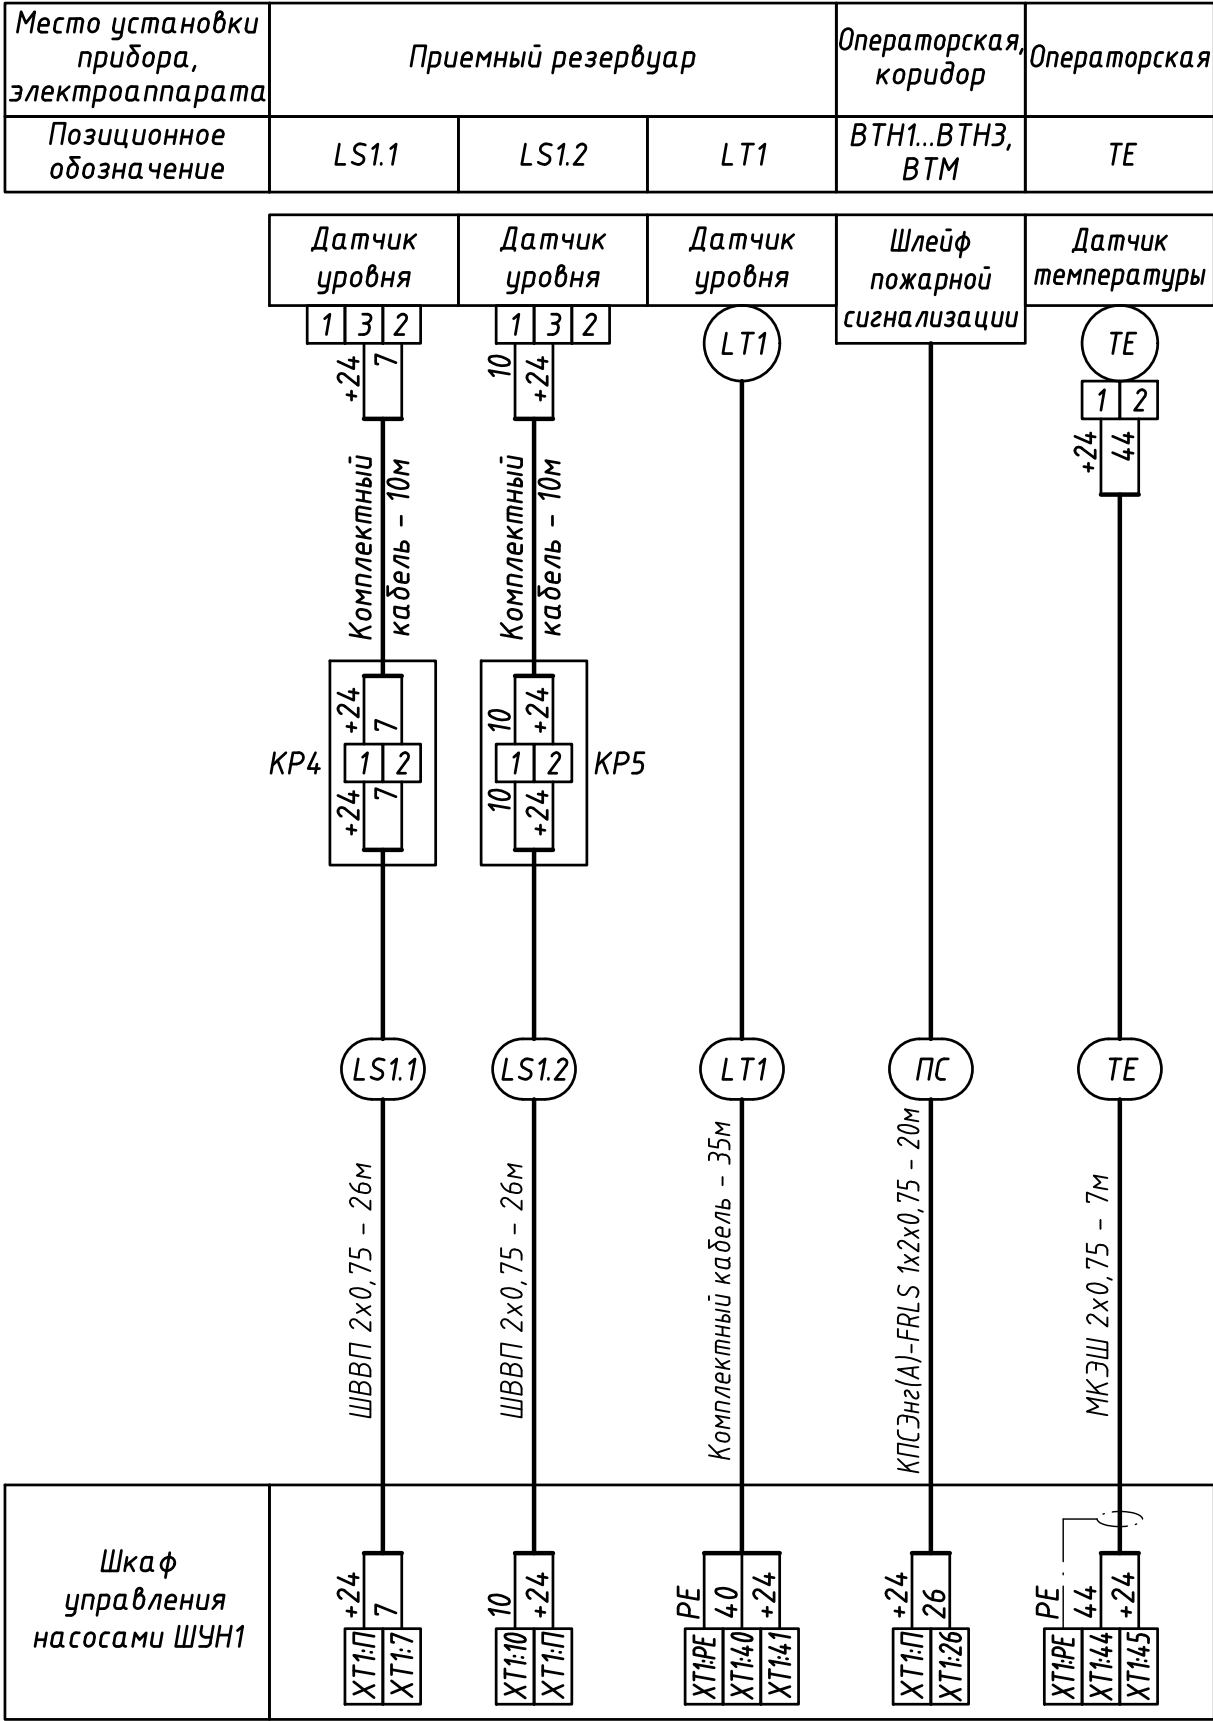 Место установки
прибора,
электроаппарата
Приемный резервуар
Операторская,
коридор
Операторская
Позиционное
обозначение
LS1.1
LS1.2
LT1
BTH1...BTH3,
BTM
TE
Датчик
уровня
Датчик
уровня
Датчик
уровня
Шлейф
пожарной
сигнализации
Датчик
температуры
1 3 2
1 3 2
LT1
TE
1 2
+24
7
10
+24
+24
44
Комплектный
кабель - 10м
Комплектный
кабель - 10м
+24
7
10
+24
КР4
1 2
1 2
КР5
+24
7
10
+24
LS1.1
LS1.2
LT1
ПС
TE
ШВВП 2х0,75 - 26м
ШВВП 2х0,75 - 26м
Комплектный кабель - 35м
КПСЭнг(А)-FRLS 1х2х0,75 - 20м
МКЭШ 2х0,75 - 7м
Шкаф
управления
насосами ШУН1
+24
7
10
+24
PE
40
+24
+24
26
PE
44
+24
XT1:П
XT1:7
XT1:10
XT1:П
XT1:PE
XT1:40
XT1:41
XT1:П
XT1:26
XT1:PE
XT1:44
XT1:45